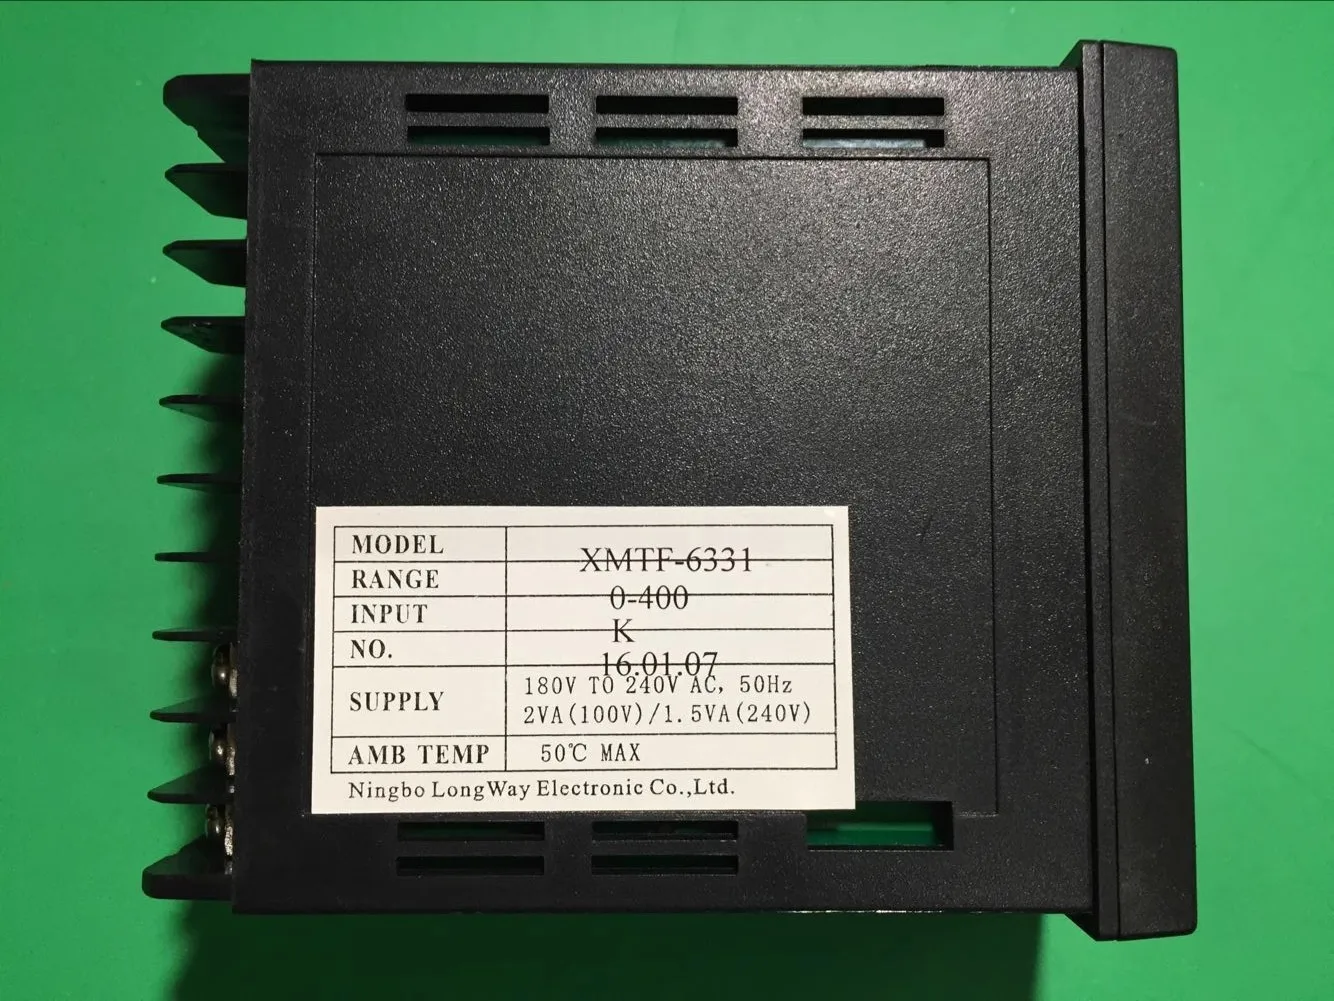 MODEL XMTF-6331
RANGE 0-400
INPUT K
NO. 16.01.07
SUPPLY 180V TO 240V AC, 50Hz
2VA(100V)/1.5VA(240V)
AMB TEMP 50℃ MAX
Ningbo LongWay Electronic Co.,Ltd.